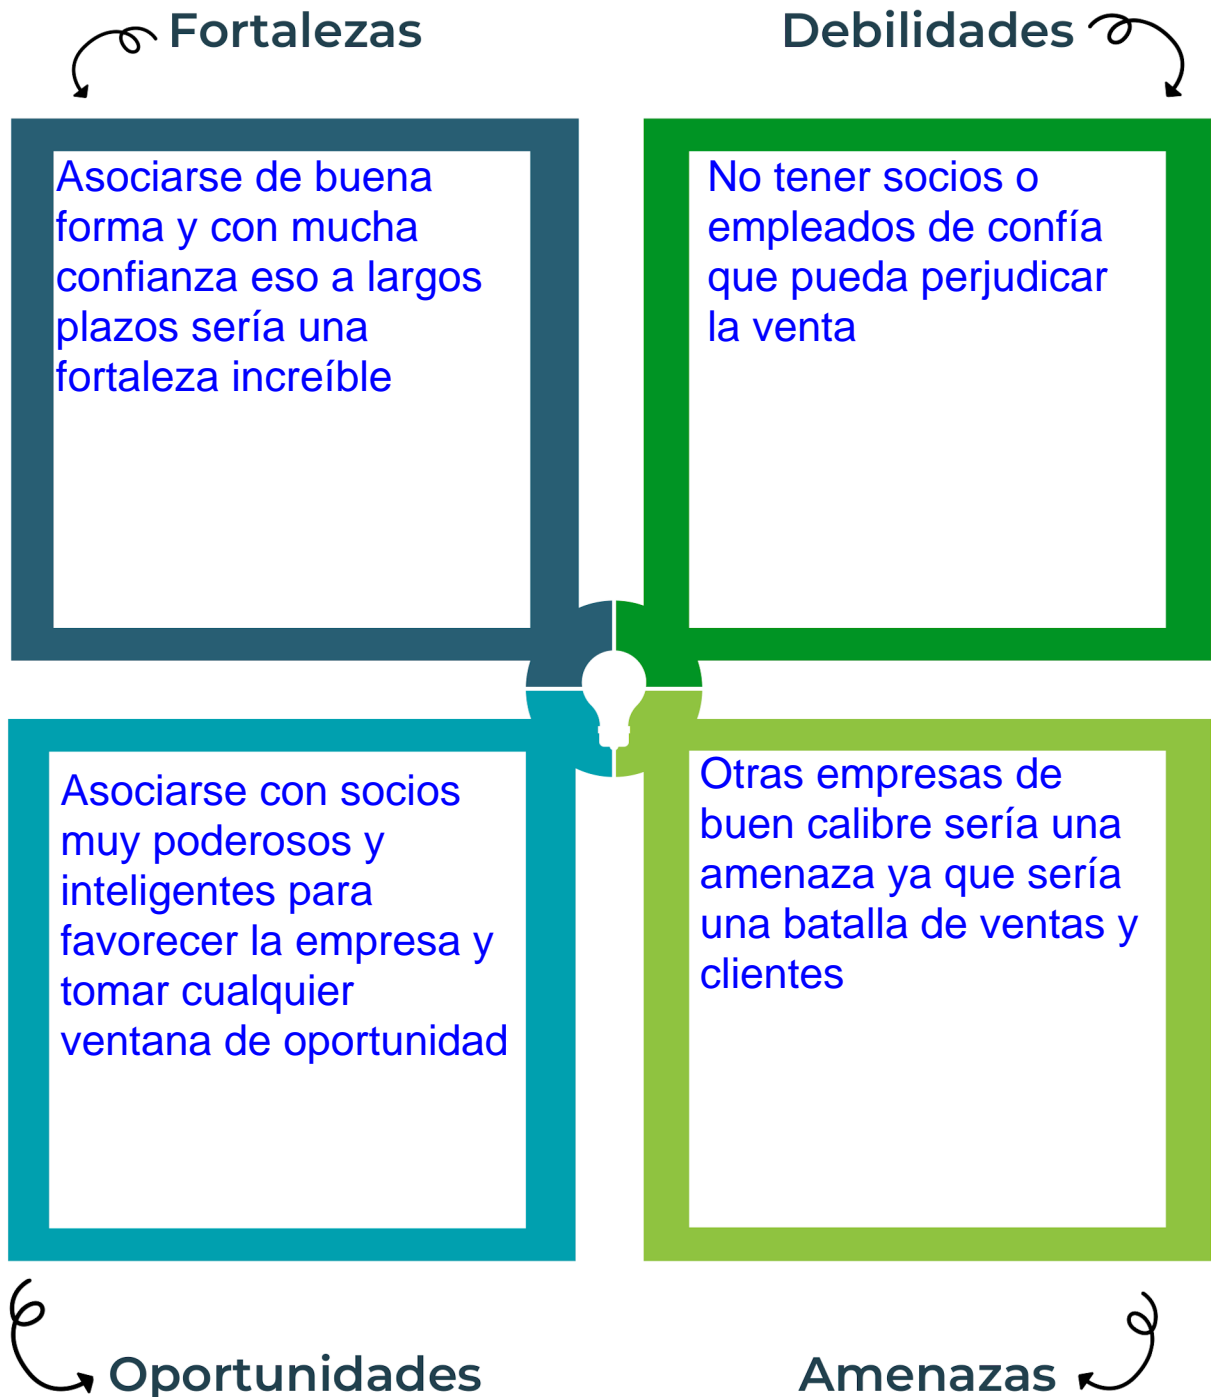 Fortalezas
Asociarse de buena
forma y con mucha
confianza eso a largos
plazos sería una
fortaleza increíble
Debilidades
No tener socios o
empleados de confía
que pueda perjudicar
la venta
Asociarse con socios
muy poderosos y
inteligentes para
favorecer la empresa y
tomar cualquier
ventana de oportunidad
Oportunidades
Otras empresas de
buen calibre sería una
amenaza ya que sería
una batalla de ventas y
clientes
Amenazas